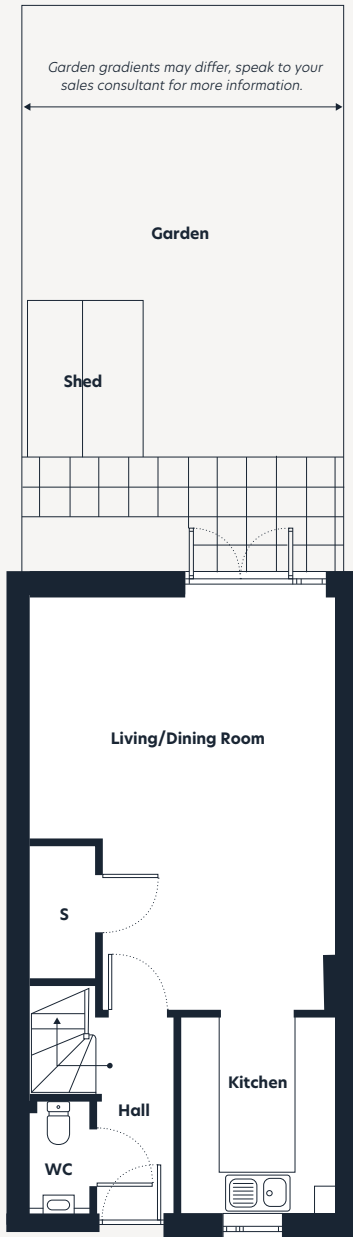 Garden gradients may differ, speak to your
sales consultant for more information.
Garden
Shed
Living/Dining Room
S
Kitchen
Hall
WC